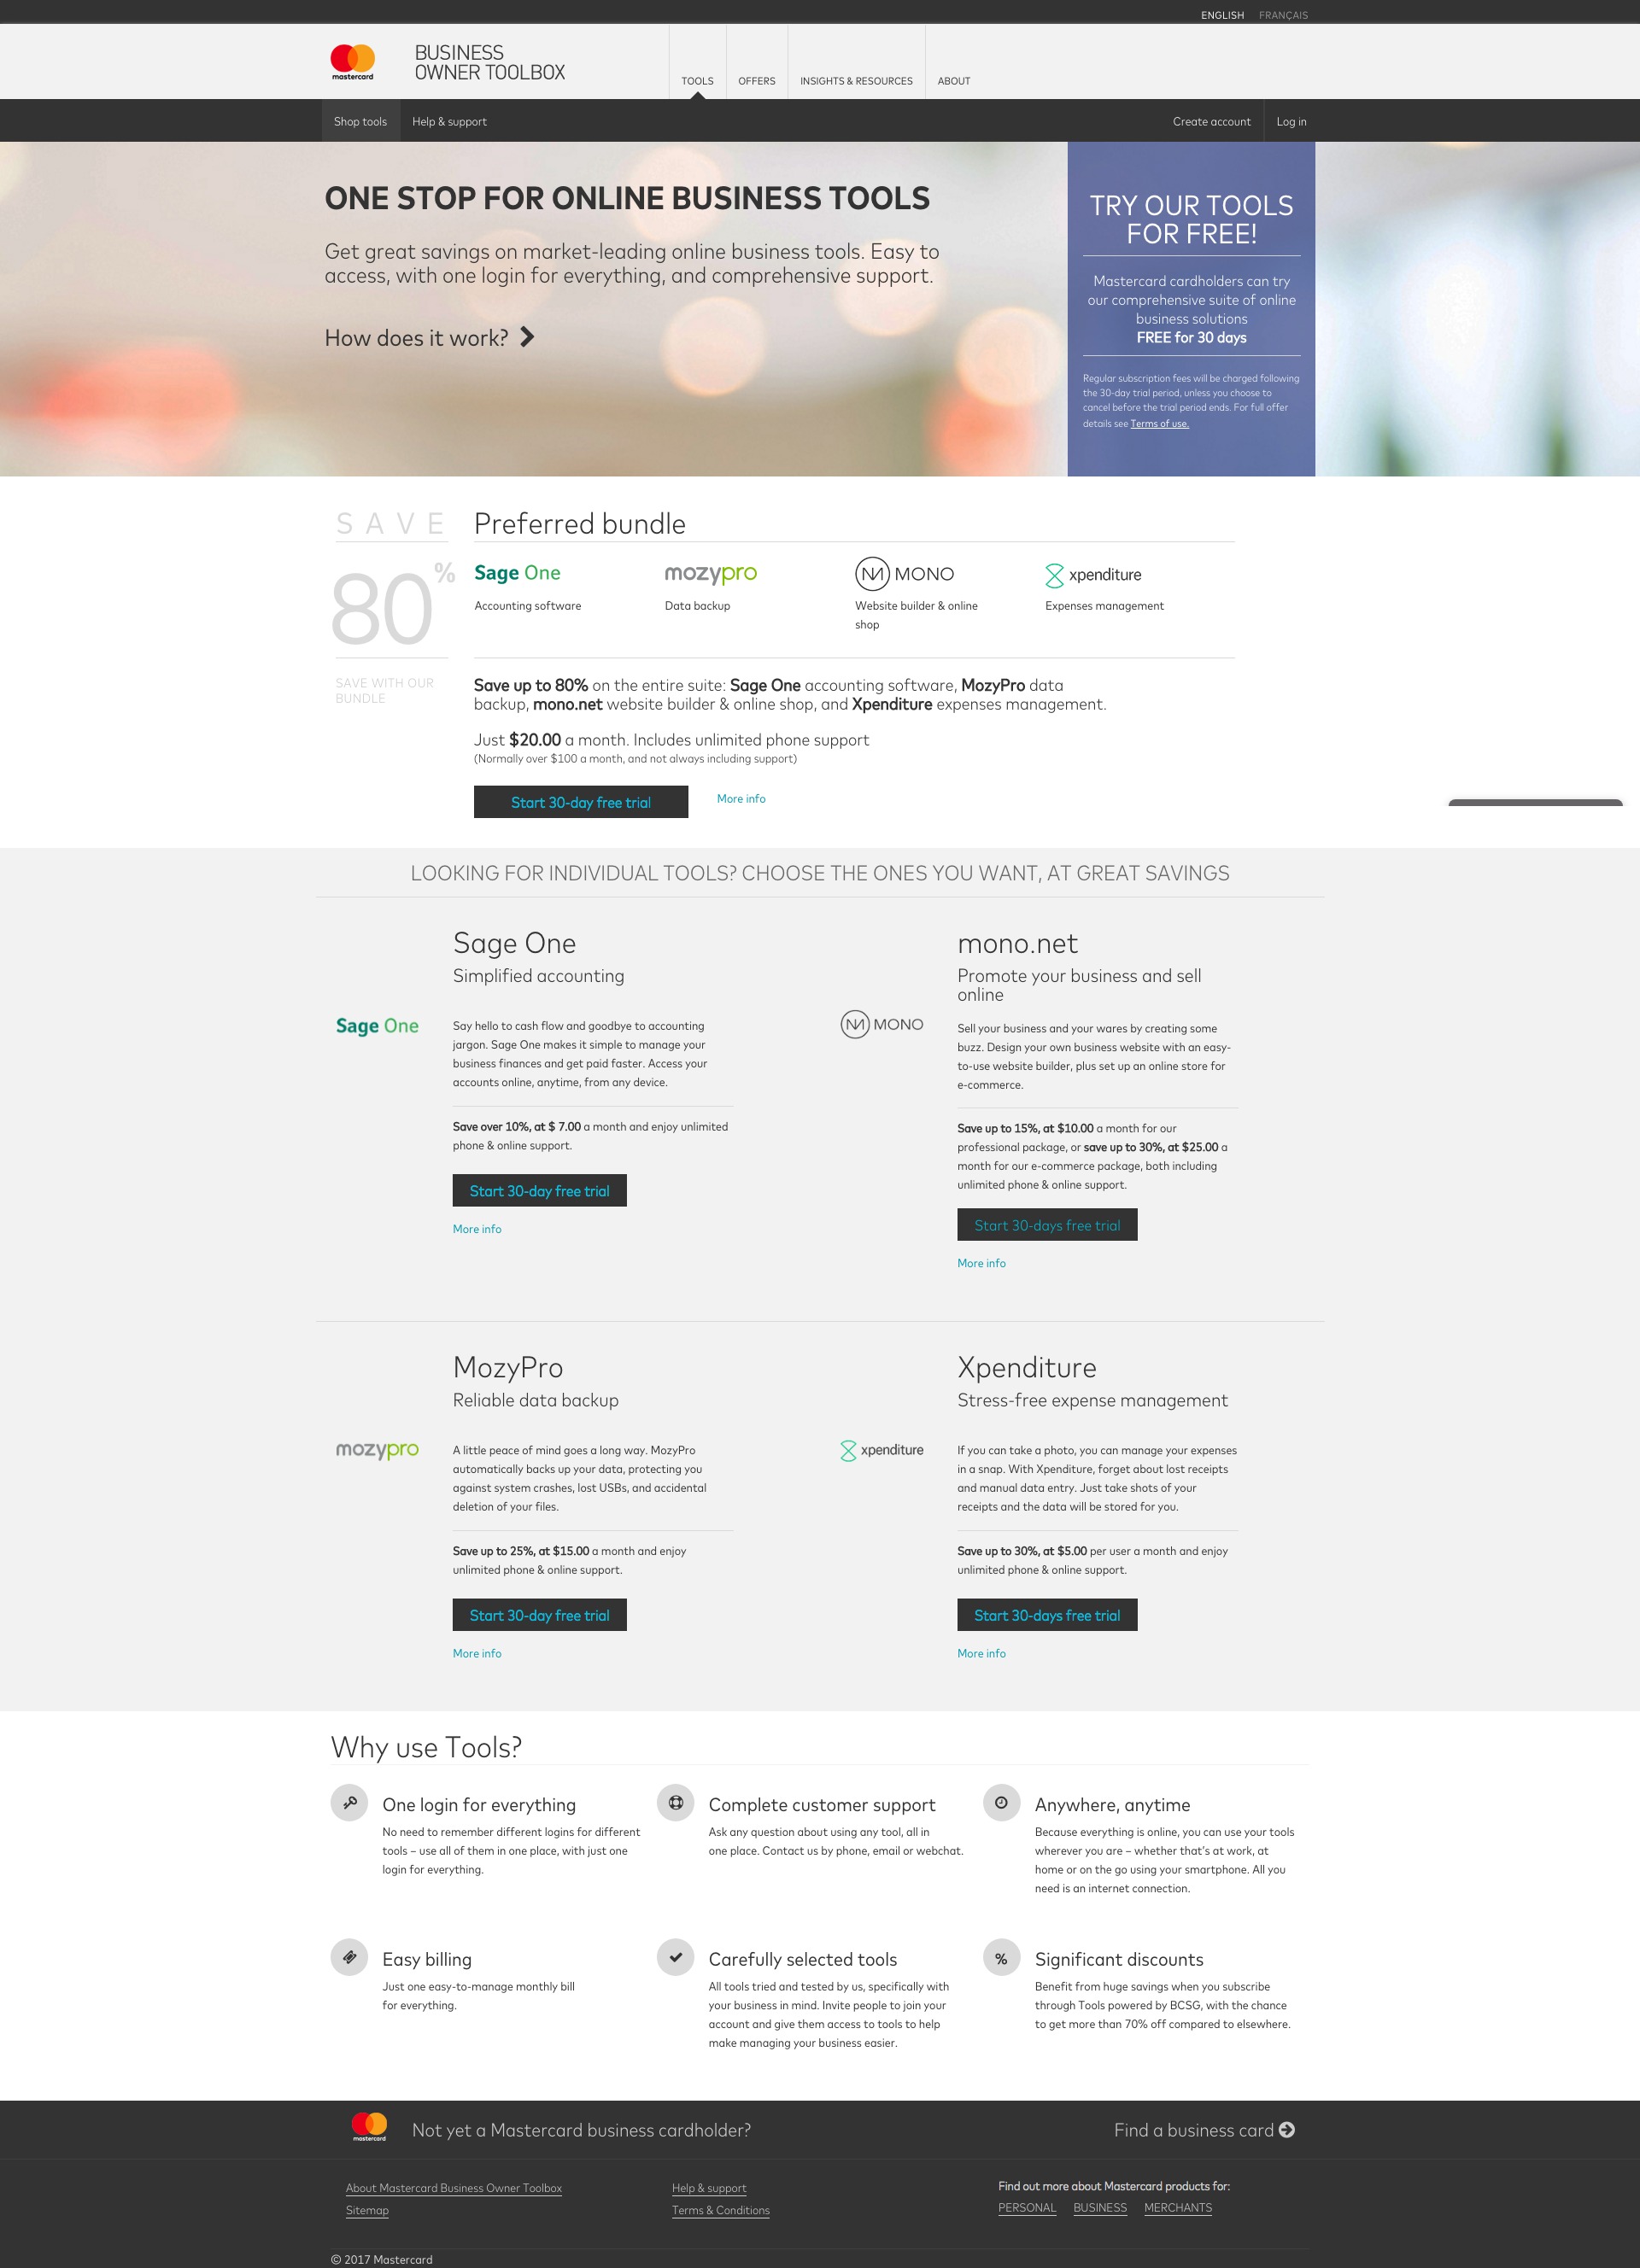 ENGLISH FRANÇAIS
mastercard
BUSINESS
OWNER TOOLBOX
TOOLS OFFERS INSIGHTS & RESOURCES ABOUT
Shop tools Help & support Create account Log in
ONE STOP FOR ONLINE BUSINESS TOOLS
Get great savings on market-leading online business tools. Easy to
access, with one login for everything, and comprehensive support.
How does it work?
TRY OUR TOOLS
FOR FREE!
Mastercard cardholders can try
our comprehensive suite of online
business solutions
FREE for 30 days
Regular subscription fees will be charged following
the 30-day trial period, unless you choose to
cancel before the trial period ends. For full offer
details see Terms of use.
SAVE
80%
SAVE WITH OUR
BUNDLE
Preferred bundle
Sage One
Accounting software
mozypro
Data backup
MONO
Website builder & online
shop
xpenditure
Expenses management
Save up to 80% on the entire suite: Sage One accounting software, MozyPro data
backup, mono.net website builder & online shop, and Xpenditure expenses management.
Just $20.00 a month. Includes unlimited phone support
(Normally over $100 a month, and not always including support)
Start 30-day free trial More info
LOOKING FOR INDIVIDUAL TOOLS? CHOOSE THE ONES YOU WANT, AT GREAT SAVINGS
Sage One
Sage One
Simplified accounting
Say hello to cash flow and goodbye to accounting
jargon. Sage One makes it simple to manage your
business finances and get paid faster. Access your
accounts online, anytime, from any device.
Save over 10%, at $ 7.00 a month and enjoy unlimited
phone & online support.
Start 30-day free trial
More info
MONO
mono.net
Promote your business and sell
online
Sell your business and your wares by creating some
buzz. Design your own business website with an easy-
to-use website builder, plus set up an online store for
e-commerce.
Save up to 15%, at $10.00 a month for our
professional package, or save up to 30%, at $25.00 a
month for our e-commerce package, both including
unlimited phone & online support.
Start 30-days free trial
More info
mozypro
MozyPro
Reliable data backup
A little peace of mind goes a long way. MozyPro
automatically backs up your data, protecting you
against system crashes, lost USBs, and accidental
deletion of your files.
Save up to 25%, at $15.00 a month and enjoy
unlimited phone & online support.
Start 30-day free trial
More info
xpenditure
Xpenditure
Stress-free expense management
If you can take a photo, you can manage your expenses
in a snap. With Xpenditure, forget about lost receipts
and manual data entry. Just take shots of your
receipts and the data will be stored for you.
Save up to 30%, at $5.00 per user a month and enjoy
unlimited phone & online support.
Start 30-days free trial
More info
Why use Tools?
One login for everything
No need to remember different logins for different
tools – use all of them in one place, with just one
login for everything.
Complete customer support
Ask any question about using any tool, all in
one place. Contact us by phone, email or webchat.
Anywhere, anytime
Because everything is online, you can use your tools
wherever you are – whether that's at work, at
home or on the go using your smartphone. All you
need is an internet connection.
Easy billing
Just one easy-to-manage monthly bill
for everything.
Carefully selected tools
All tools tried and tested by us, specifically with
your business in mind. Invite people to join your
account and give them access to tools to help
make managing your business easier.
%
Significant discounts
Benefit from huge savings when you subscribe
through Tools powered by BCSG, with the chance
to get more than 70% off compared to elsewhere.
mastercard
Not yet a Mastercard business cardholder? Find a business card
About Mastercard Business Owner Toolbox
Sitemap
Help & support
Terms & Conditions
Find out more about Mastercard products for:
PERSONAL BUSINESS MERCHANTS
© 2017 Mastercard